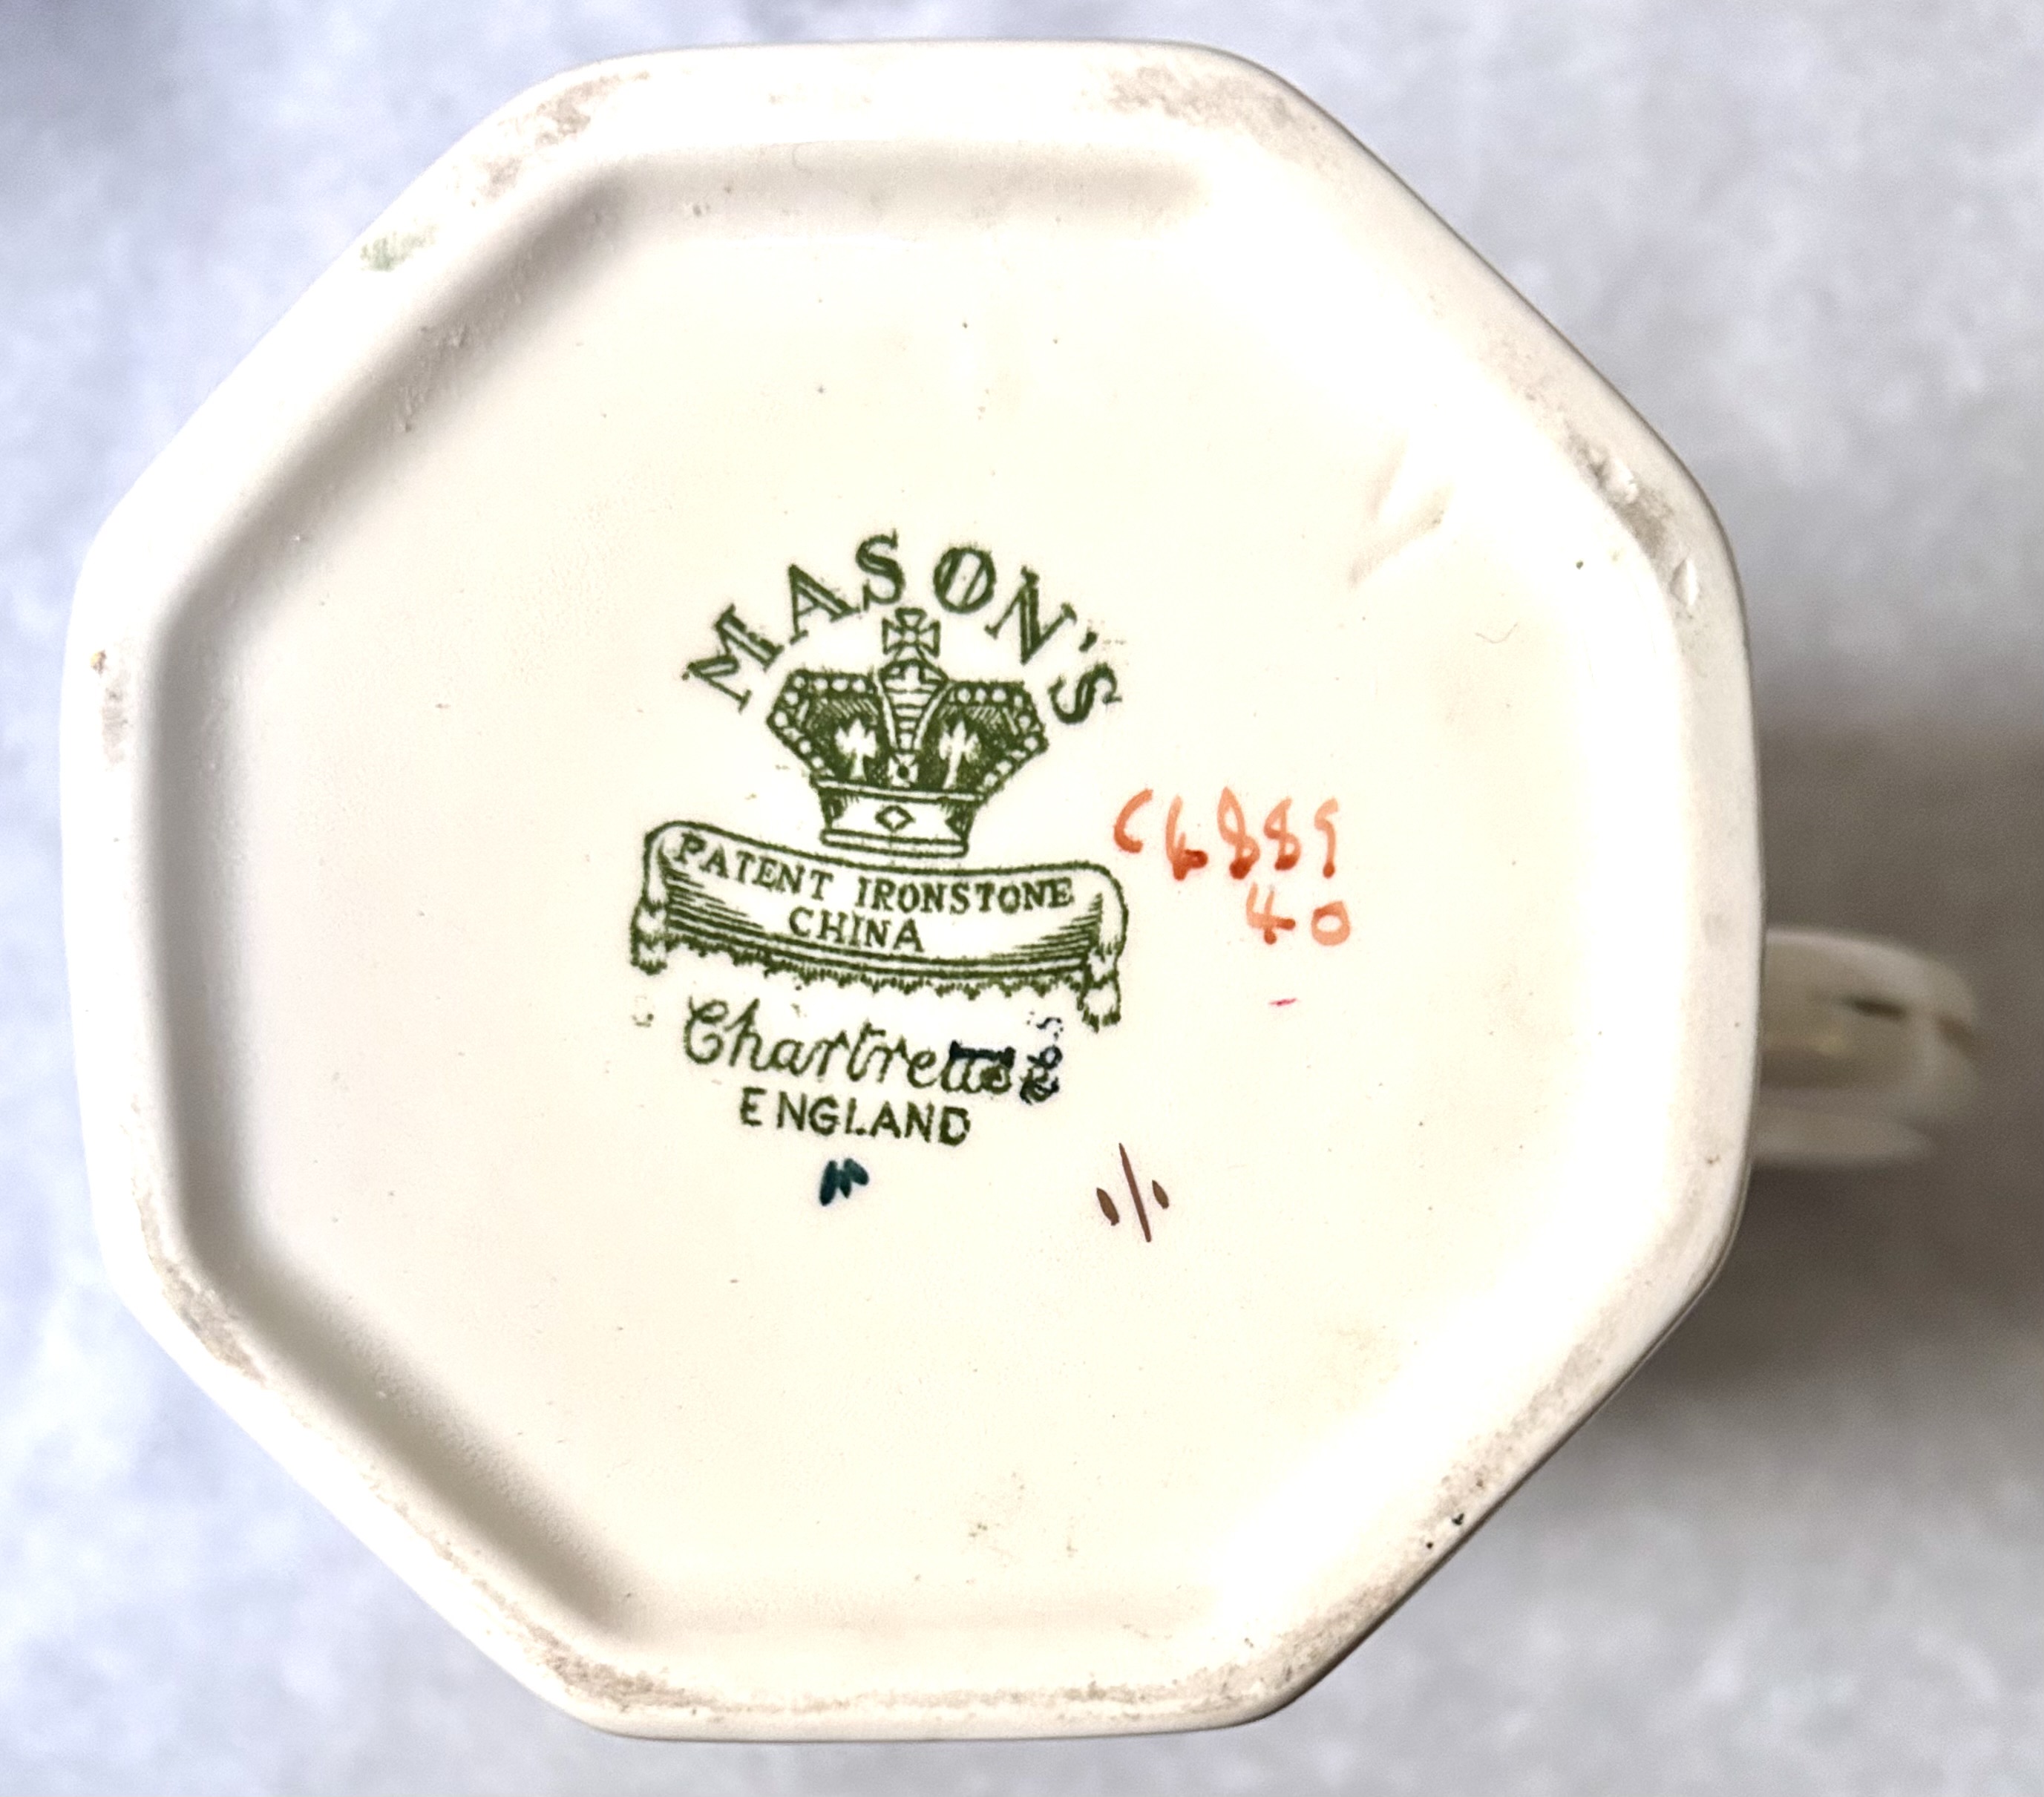 MASON'S
PATENT IRONSTONE
CHINA
Chartreuse
ENGLAND
C4889
40